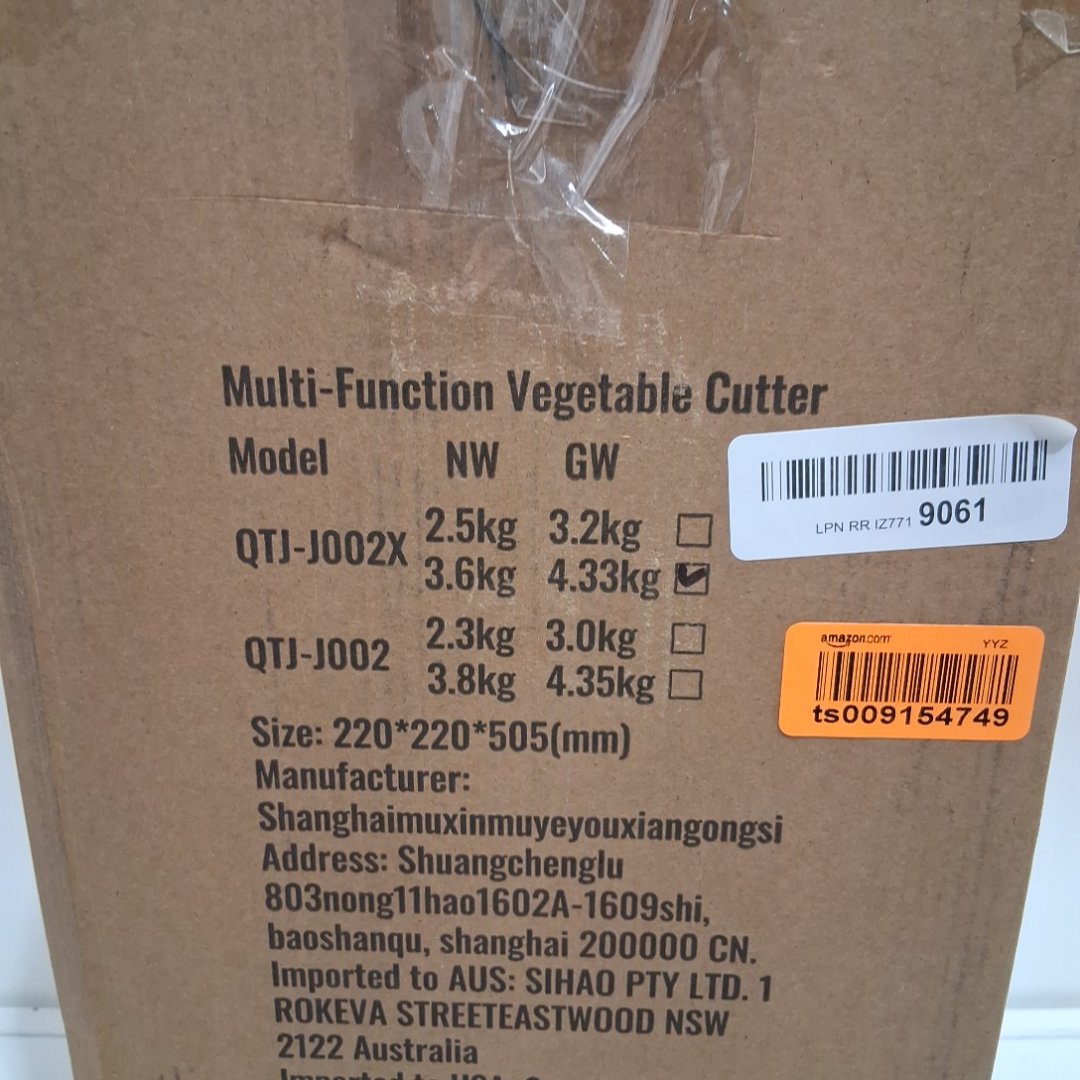 Multi-Function Vegetable Cutter
Model NW GW
QTJ-J002X 2.5kg 3.2kg
3.6kg 4.33kg
QTJ-J002 2.3kg 3.0kg
3.8kg 4.35kg
Size: 220*220*505(mm)
Manufacturer:
Shanghaimuxinmuyeyouxiangongsi
Address: Shuangchenglu
803nong11hao1602A-1609shi,
baoshanqu, shanghai 200000 CN.
Imported to AUS: SIHAO PTY LTD. 1
ROKEVA STREETEASTWOOD NSW
2122 Australia
Imported to USA:
LPN RR IZ771 9061
amazon.com YYZ
ts009154749